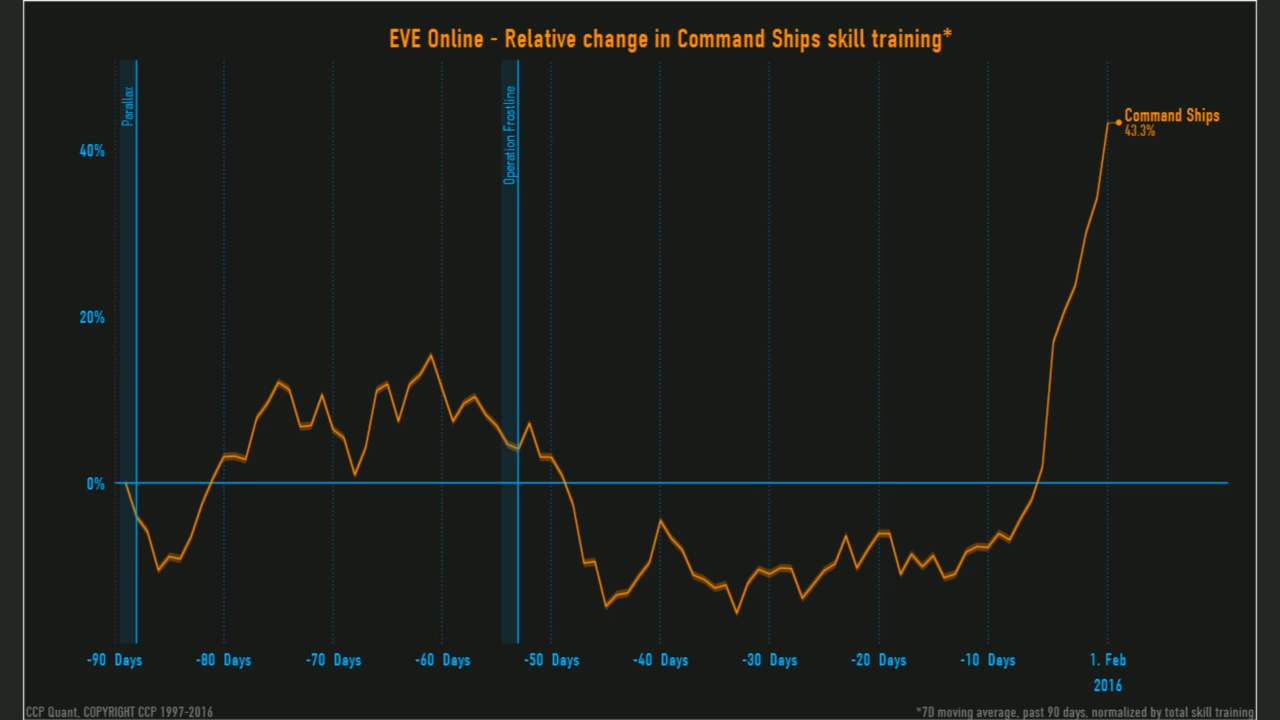 EVE Online - Relative change in Command Ships skill training*
Parallax
Operation Frostline
Command Ships
43.3%
40%
20%
0%
-90 Days
-80 Days
-70 Days
-60 Days
-50 Days
-40 Days
-30 Days
-20 Days
-10 Days
1. Feb
2016
CCP Quant, COPYRIGHT CCP 1997-2016
*7D moving average, past 90 days, normalized by total skill training